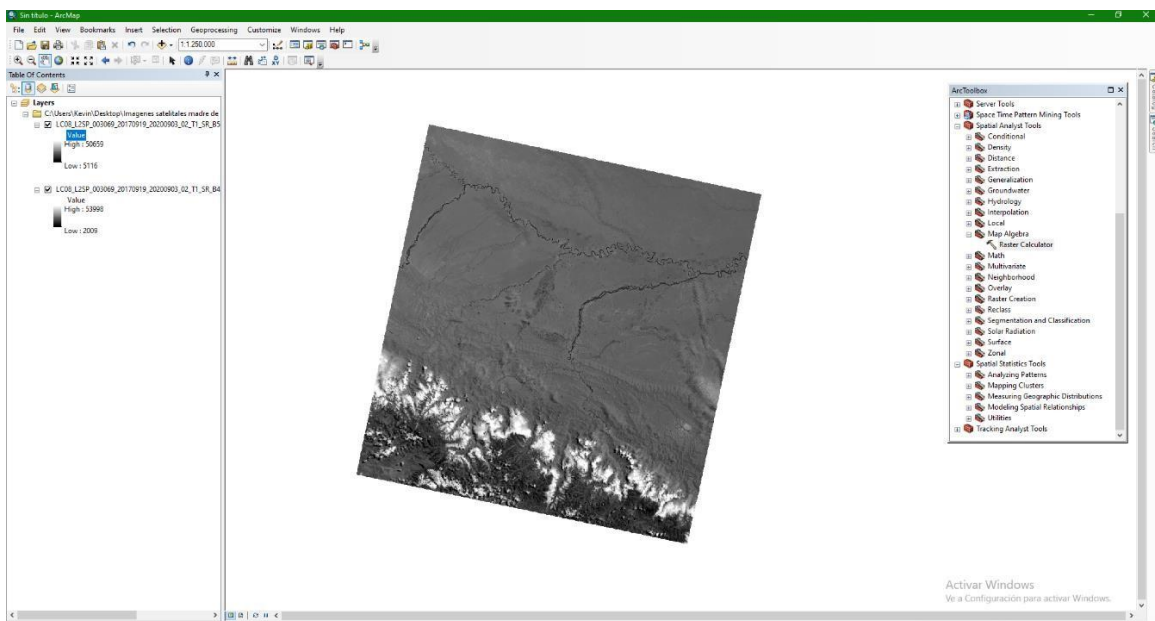 Sin título - ArcMap
File Edit View Bookmarks Insert Selection Geoprocessing Customize Windows Help
1:1.250.000
Table Of Contents
Layers
C:\Users\Kevin\Desktop\Imagenes satelitales madre de
LC08_L2SP_003069_20170919_20200903_02_T1_SR_B5
Value
High : 50659
Low : 5116
LC08_L2SP_003069_20170919_20200903_02_T1_SR_B4
Value
High : 53998
Low : 2009
ArcToolbox
Server Tools
Space Time Pattern Mining Tools
Spatial Analyst Tools
Conditional
Density
Distance
Extraction
Generalization
Groundwater
Hydrology
Interpolation
Local
Map Algebra
Raster Calculator
Math
Multivariate
Neighborhood
Overlay
Raster Creation
Reclass
Segmentation and Classification
Solar Radiation
Surface
Zonal
Spatial Statistics Tools
Analyzing Patterns
Mapping Clusters
Measuring Geographic Distributions
Modeling Spatial Relationships
Utilities
Tracking Analyst Tools
Activar Windows
Ve a Configuración para activar Windows.